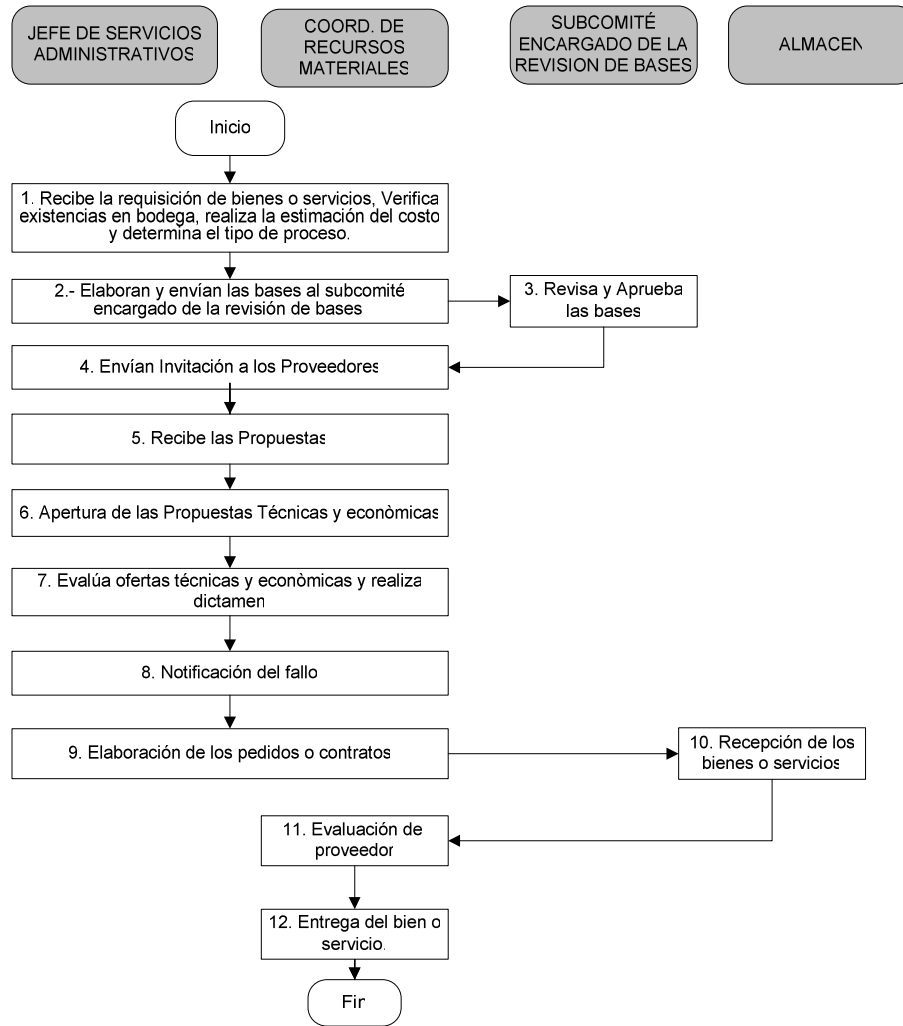 JEFE DE SERVICIOS
ADMINISTRATIVOS
COORD. DE
RECURSOS
MATERIALES
SUBCOMITÉ
ENCARGADO DE LA
REVISION DE BASES
ALMACEN
Inicio
1. Recibe la requisición de bienes o servicios, Verifica
existencias en bodega, realiza la estimación del costo
y determina el tipo de proceso.
2.- Elaboran y envían las bases al subcomité
encargado de la revisión de bases
3. Revisa y Aprueba
las bases
4. Envían Invitación a los Proveedores
5. Recibe las Propuestas
6. Apertura de las Propuestas Técnicas y econòmicas
7. Evalúa ofertas técnicas y econòmicas y realiza
dictamen
8. Notificación del fallo
9. Elaboración de los pedidos o contratos
10. Recepción de los
bienes o servicios
11. Evaluación de
proveedor
12. Entrega del bien o
servicio.
Fin